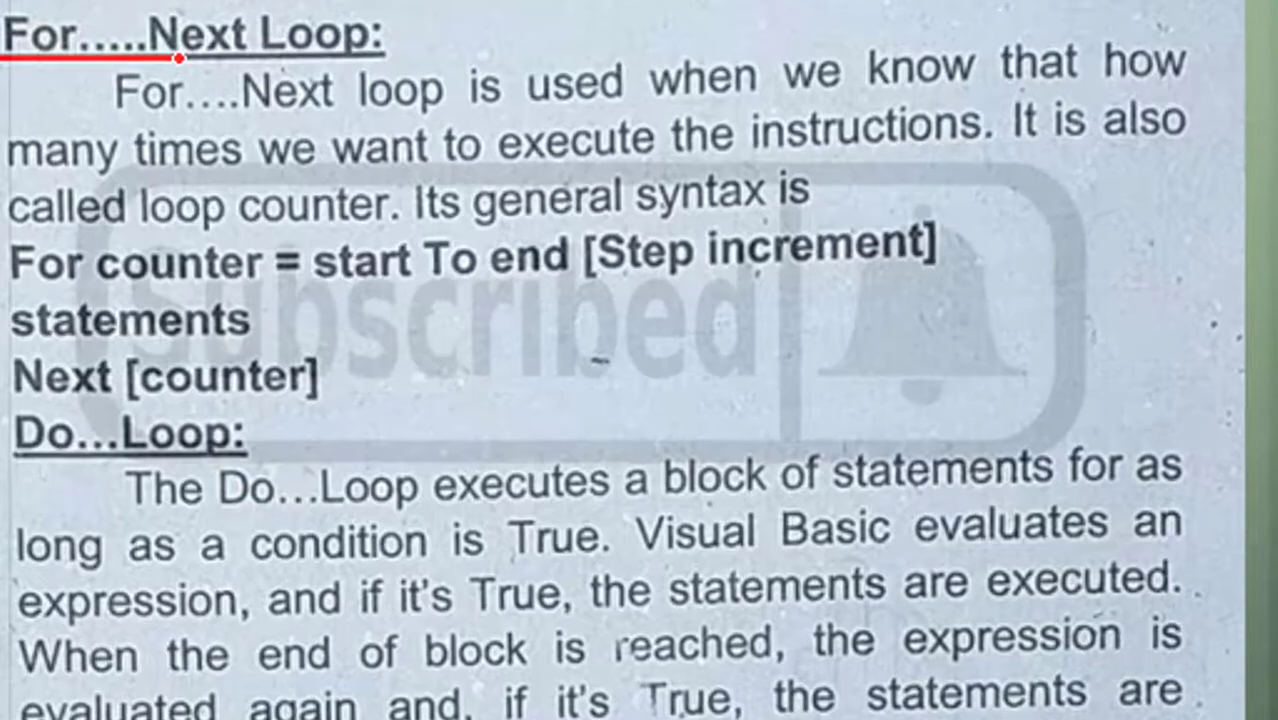 For.....Next Loop:
For....Next loop is used when we know that how
many times we want to execute the instructions. It is also
called loop counter. Its general syntax is
For counter = start To end [Step increment]
statements
Next [counter]
Do...Loop:
The Do...Loop executes a block of statements for as
long as a condition is True. Visual Basic evaluates an
expression, and if it's True, the statements are executed.
When the end of block is reached, the expression is
evaluated again and, if it's True, the statements are
Subscribed